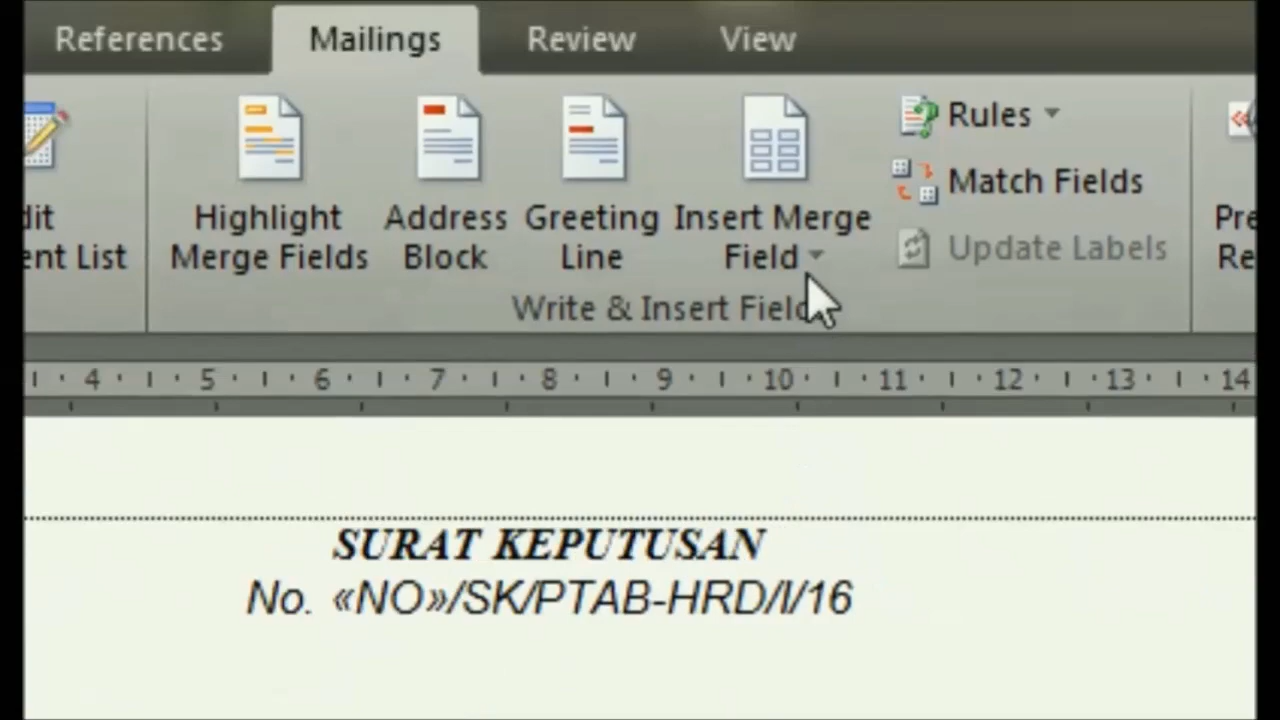 References Mailings Review View
Highlight Merge Fields
Address Block
Greeting Line
Insert Merge Field
Rules
Match Fields
Update Labels
List
4 5 6 7 8 9 10 11 12 13 14
SURAT KEPUTUSAN
No. «NO»/SK/PTAB-HRD/I/16
Write & Insert